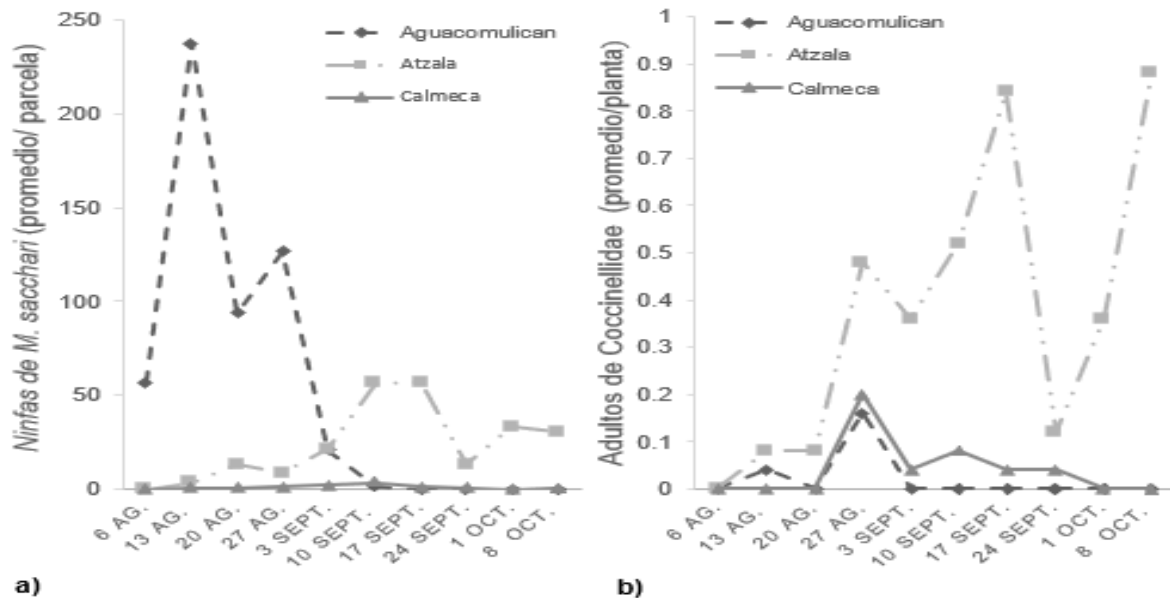 Ninfas de M. sacchari (promedio/ parcela)
250
200
150
100
50
0
Aguacomulican
Atzala
Calmeca
6 AG.
13 AG.
20 AG.
27 AG.
3 SEPT.
10 SEPT.
17 SEPT.
24 SEPT.
1 OCT.
8 OCT.
a)
Adultos de Coccinellidae (promedio/planta)
1
0.9
0.8
0.7
0.6
0.5
0.4
0.3
0.2
0.1
0
Aguacomulican
Atzala
Calmeca
6 AG.
13 AG.
20 AG.
27 AG.
3 SEPT.
10 SEPT.
17 SEPT.
24 SEPT.
1 OCT.
8 OCT.
b)